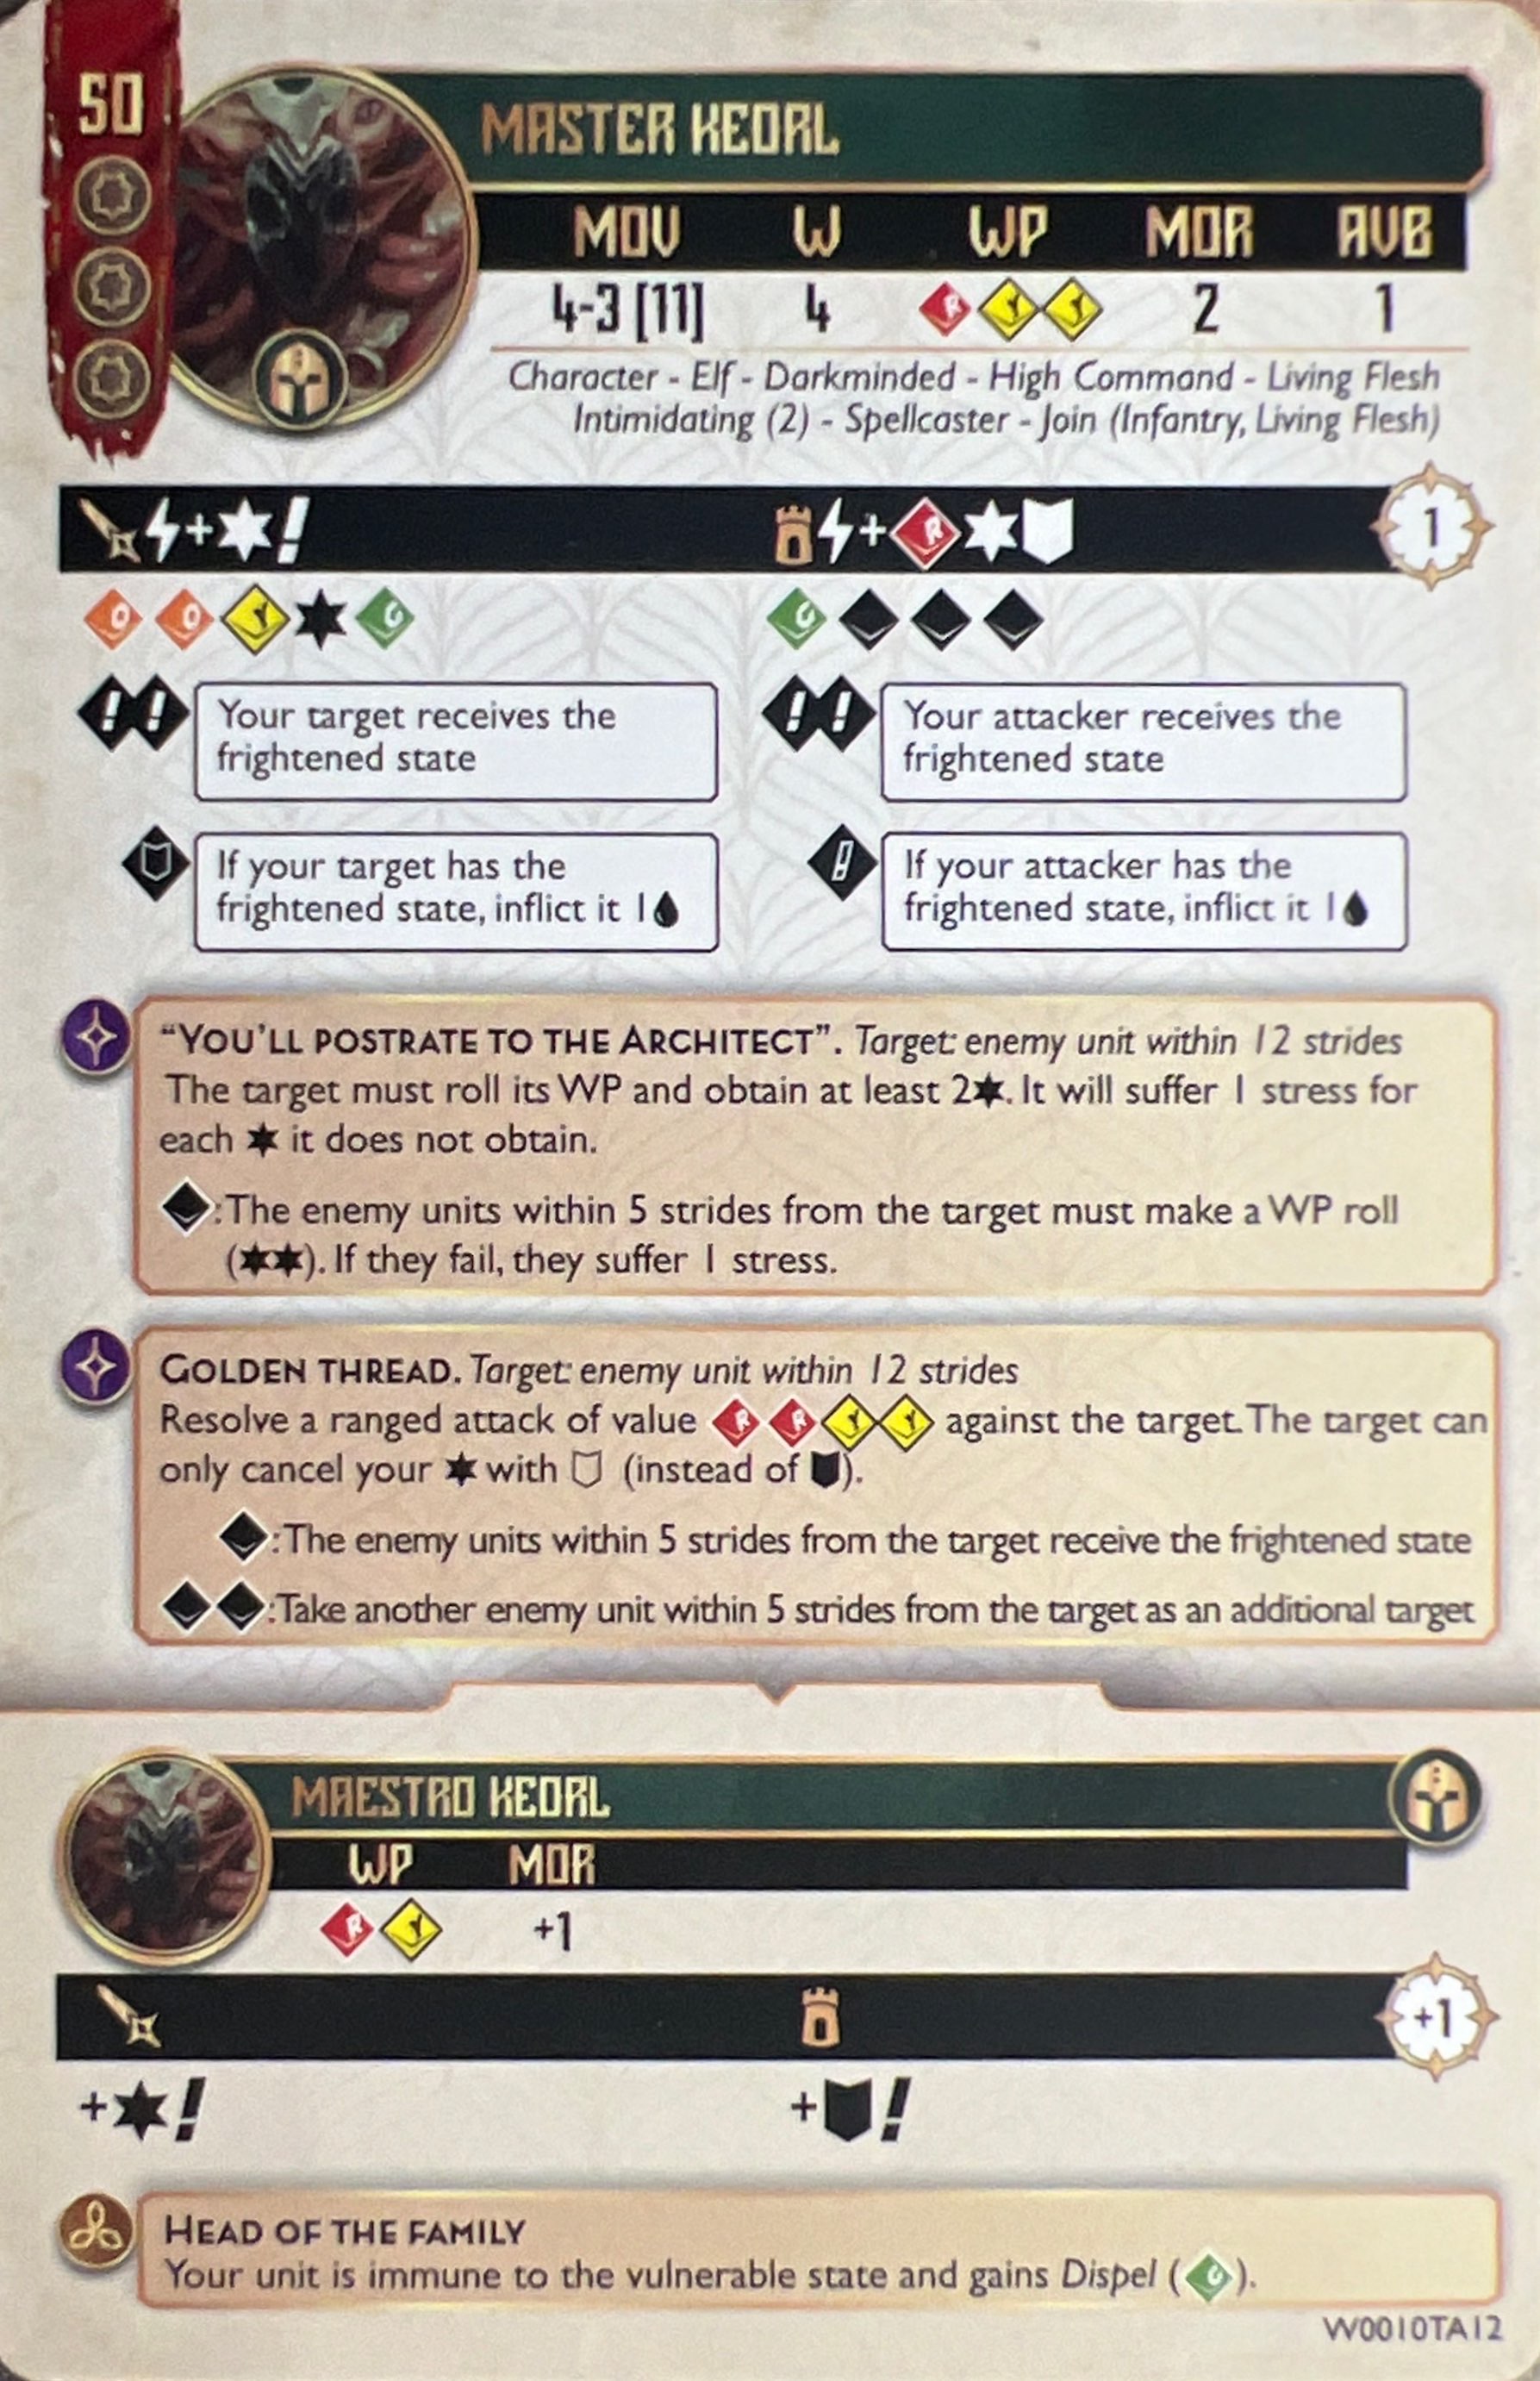 50
MASTER KEORL
MOV W WP MOR AVB
4-3 [11] 4 R Y Y 2 1
Character - Elf - Darkminded - High Command - Living Flesh
Intimidating (2) - Spellcaster - Join (Infantry, Living Flesh)
+ ! + R 1
O O Y G G
!! Your target receives the
frightened state
!! Your attacker receives the
frightened state
If your target has the
frightened state, inflict it 1
! If your attacker has the
frightened state, inflict it 1
“YOU'LL POSTRATE TO THE ARCHITECT”. Target: enemy unit within 12 strides
The target must roll its WP and obtain at least 2. It will suffer 1 stress for
each it does not obtain.
:The enemy units within 5 strides from the target must make a WP roll
(). If they fail, they suffer 1 stress.
GOLDEN THREAD. Target: enemy unit within 12 strides
Resolve a ranged attack of value R R Y Y against the target. The target can
only cancel your with (instead of ).
:The enemy units within 5 strides from the target receive the frightened state
:Take another enemy unit within 5 strides from the target as an additional target
MAESTRO KEORL
WP MOR
R Y +1
+1
+ ! + !
HEAD OF THE FAMILY
Your unit is immune to the vulnerable state and gains Dispel (G).
W0010TA12